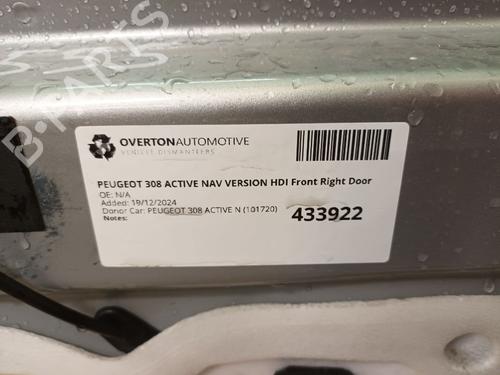 OVERTONAUTOMOTIVE
VEHICLE DISMANTLERS
PEUGEOT 308 ACTIVE NAV VERSION HDI Front Right Door
OE: N/A
Added: 19/12/2024
Donor Car: PEUGEOT 308 ACTIVE N (101720)
Notes:
433922
B-PARTS